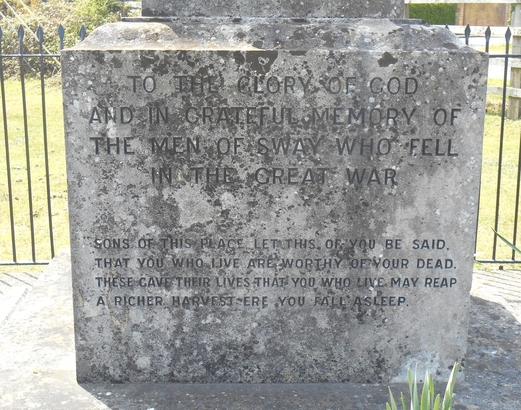 TO THE GLORY OF GOD
AND IN GRATEFUL MEMORY OF
THE MEN OF SWAY WHO FELL
IN THE GREAT WAR
SONS OF THIS PLACE, LET THIS OF YOU BE SAID,
THAT YOU WHO LIVE ARE WORTHY OF YOUR DEAD.
THESE GAVE THEIR LIVES THAT YOU WHO LIVE MAY REAP
A RICHER HARVEST ERE YOU FALL ASLEEP.